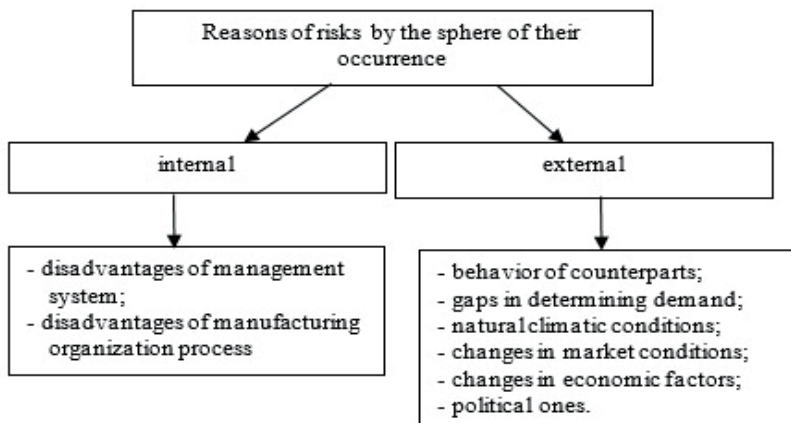 Reasons of risks by the sphere of their
occurrence
internal
external
- disadvantages of management
system;
- disadvantages of manufacturing
organization process
- behavior of counterparts;
- gaps in determining demand;
- natural climatic conditions;
- changes in market conditions;
- changes in economic factors;
- political ones.